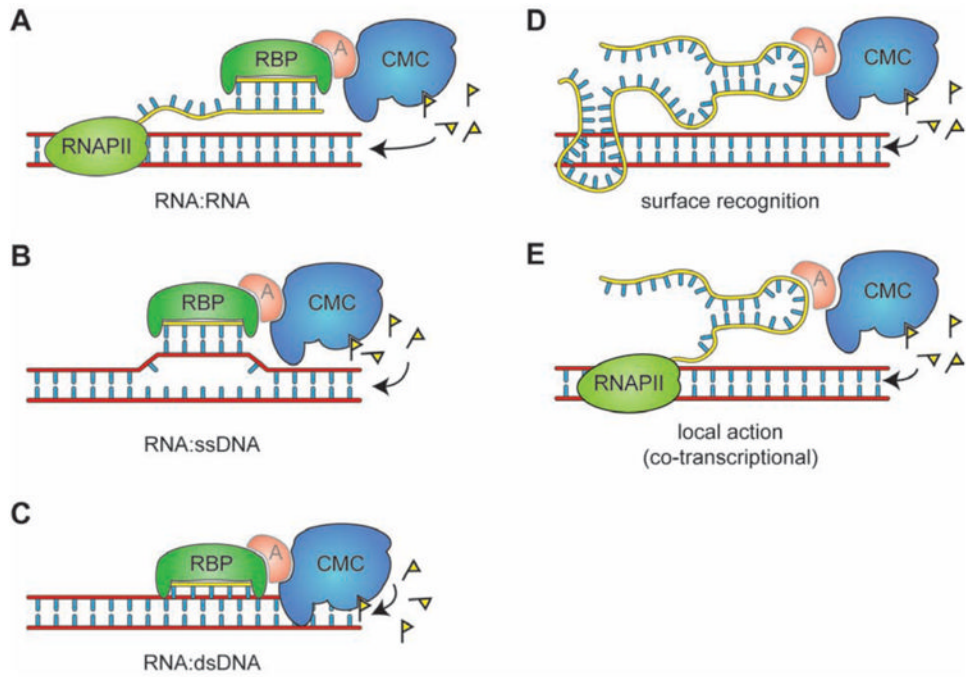 A
RBP
A
CMC
RNAPII
RNA:RNA
B
RBP
A
CMC
RNA:ssDNA
C
RBP
A
CMC
RNA:dsDNA
D
A
CMC
surface recognition
E
A
CMC
RNAPII
local action
(co-transcriptional)